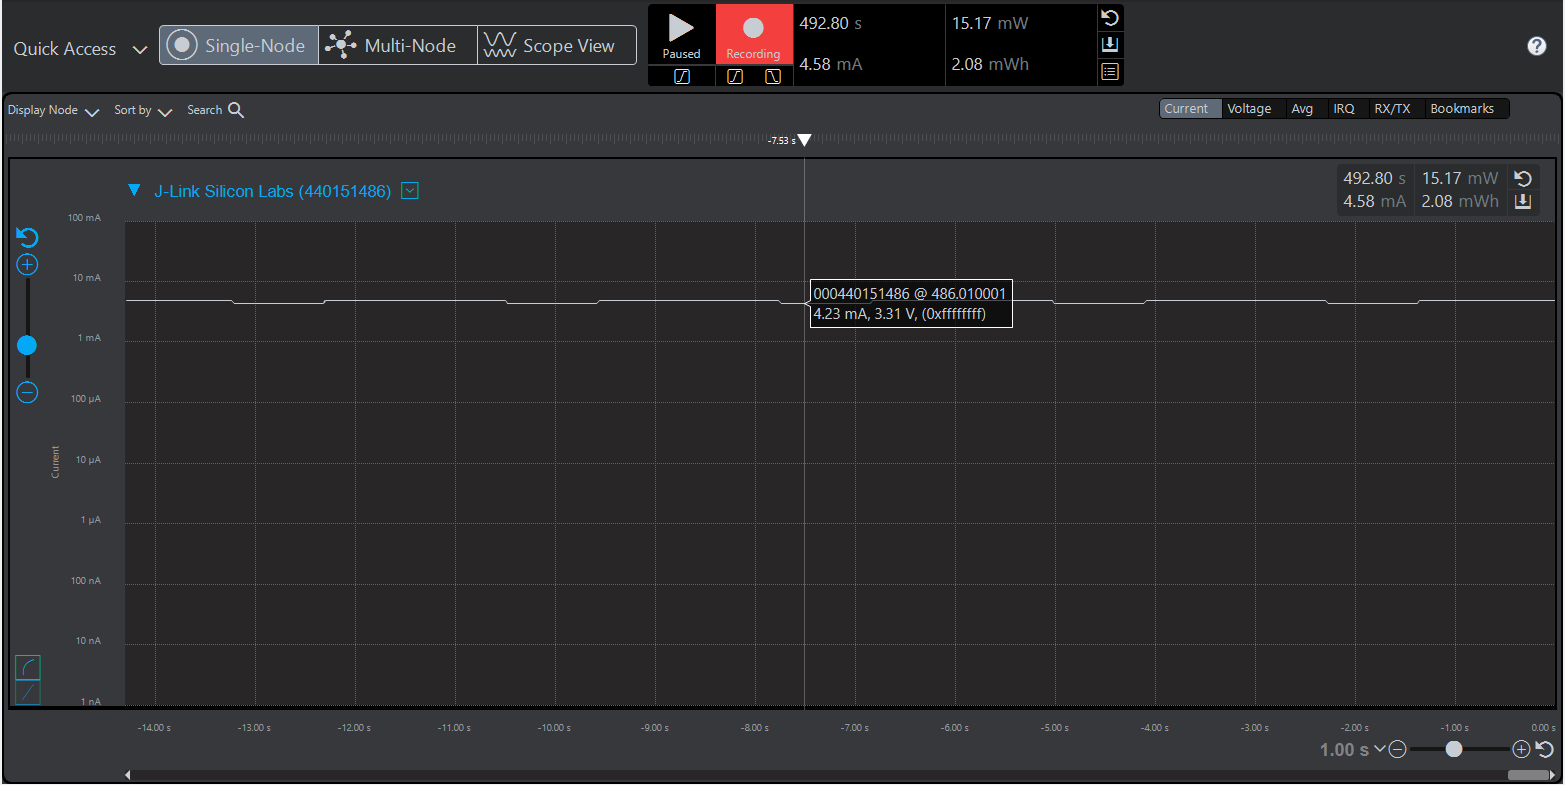 Quick Access
Single-Node
Multi-Node
Scope View
Paused
Recording
492.80 s
15.17 mW
4.58 mA
2.08 mWh
?
Display Node
Sort by
Search
Current
Voltage
Avg
IRQ
RX/TX
Bookmarks
-7.53 s
J-Link Silicon Labs (440151486)
492.80 s
15.17 mW
4.58 mA
2.08 mWh
100 mA
10 mA
1 mA
100 µA
10 µA
1 µA
100 nA
10 nA
1 nA
Current
000440151486 @ 486.010001
4.23 mA, 3.31 V, (0xffffffff)
-14.00 s
-13.00 s
-12.00 s
-11.00 s
-10.00 s
-9.00 s
-8.00 s
-7.00 s
-6.00 s
-5.00 s
-4.00 s
-3.00 s
-2.00 s
-1.00 s
0.00 s
1.00 s